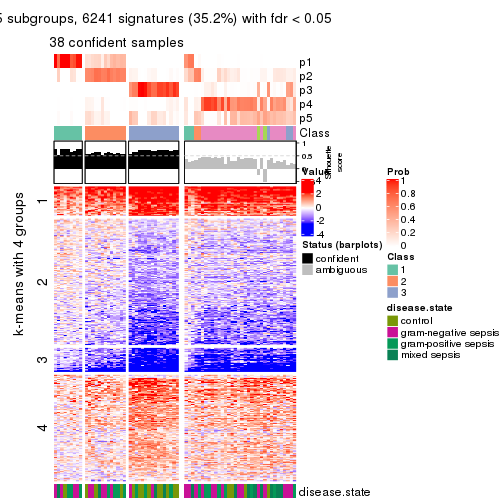 5 subgroups, 6241 signatures (35.2%) with fdr < 0.05
38 confident samples
p1
p2
p3
p4
p5
Class
1
0.5
0
Silhouette
score
k-means with 4 groups
1
2
3
4
disease.state
Value
4
2
0
-2
-4
Status (barplots)
confident
ambiguous
Prob
1
0.8
0.6
0.4
0.2
0
Class
1
2
3
disease.state
control
gram-negative sepsis
gram-positive sepsis
mixed sepsis